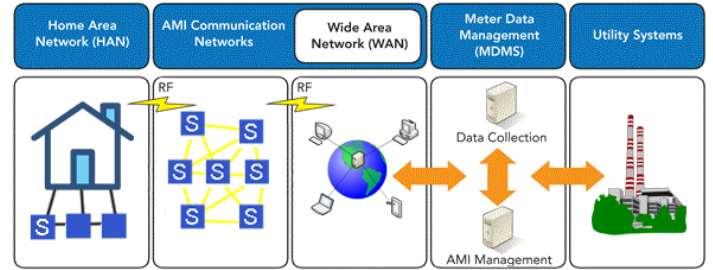 Home Area
Network (HAN)
AMI Communication
Networks
Wide Area
Network (WAN)
Meter Data
Management
(MDMS)
Utility Systems
RF
RF
S
S
S
S
S
S
S
S
Data Collection
AMI Management